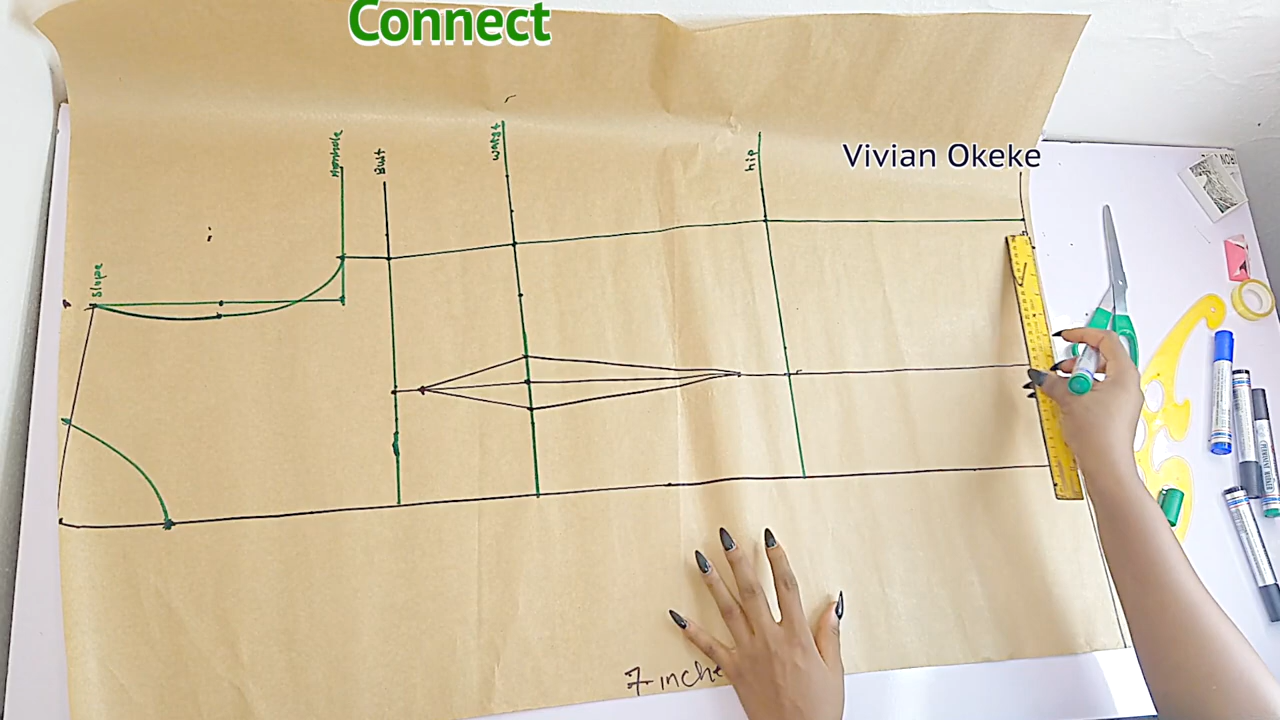 Connect
Vivian Okeke
Armhole
Bust
waist
hip
slope
7 inche